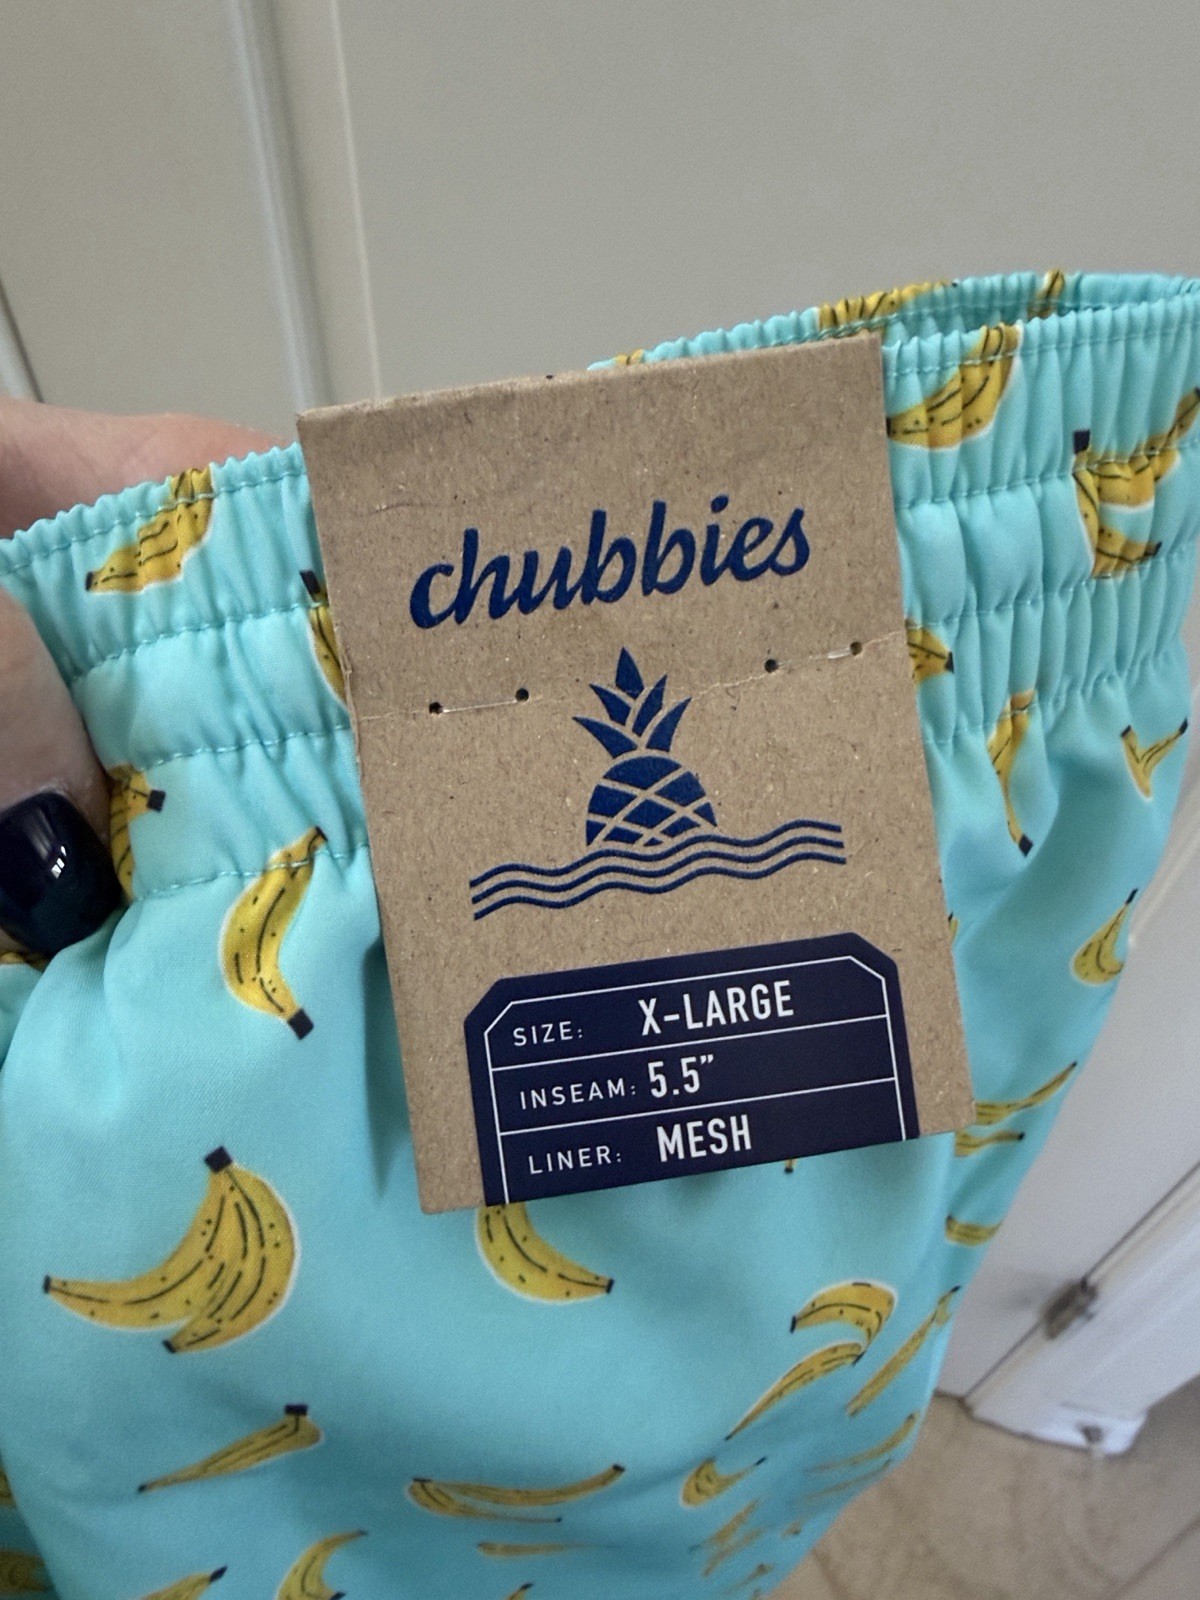 chubbies
SIZE: X-LARGE
INSEAM: 5.5”
LINER: MESH